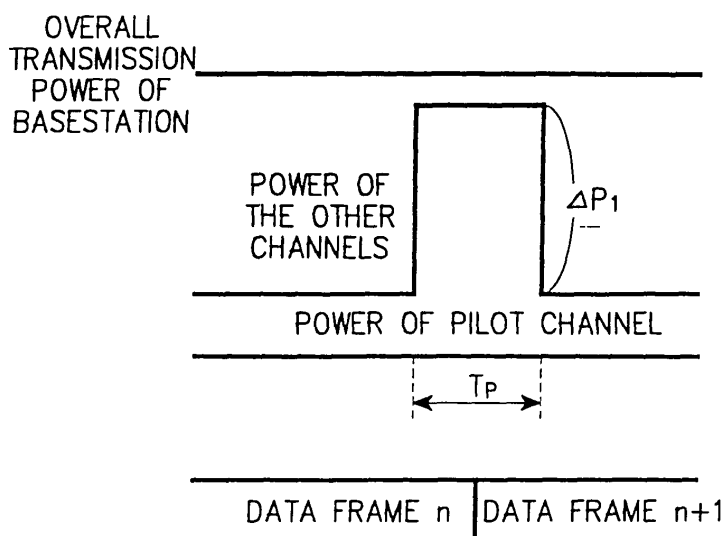 OVERALL
TRANSMISSION
POWER OF
BASESTATION
POWER OF
THE OTHER
CHANNELS
ΔP1
POWER OF PILOT CHANNEL
TP
DATA FRAME n
DATA FRAME n+1